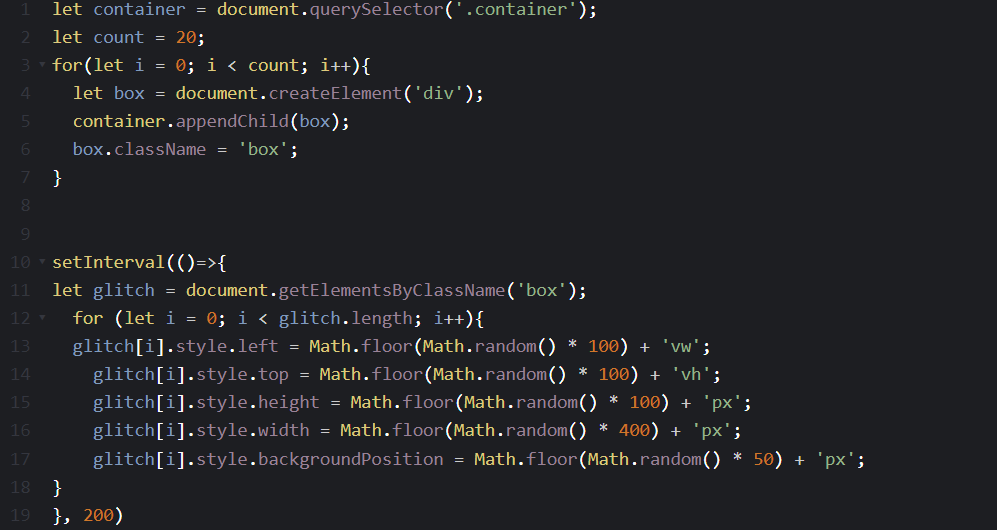 1 let container = document.querySelector('.container');
2 let count = 20;
3 for(let i = 0; i < count; i++){
4   let box = document.createElement('div');
5   container.appendChild(box);
6   box.className = 'box';
7 }
8
9
10 setInterval(()=>{
11 let glitch = document.getElementsByClassName('box');
12   for (let i = 0; i < glitch.length; i++){
13   glitch[i].style.left = Math.floor(Math.random() * 100) + 'vw';
14     glitch[i].style.top = Math.floor(Math.random() * 100) + 'vh';
15     glitch[i].style.height = Math.floor(Math.random() * 100) + 'px';
16     glitch[i].style.width = Math.floor(Math.random() * 400) + 'px';
17     glitch[i].style.backgroundPosition = Math.floor(Math.random() * 50) + 'px';
18 }
19 }, 200)